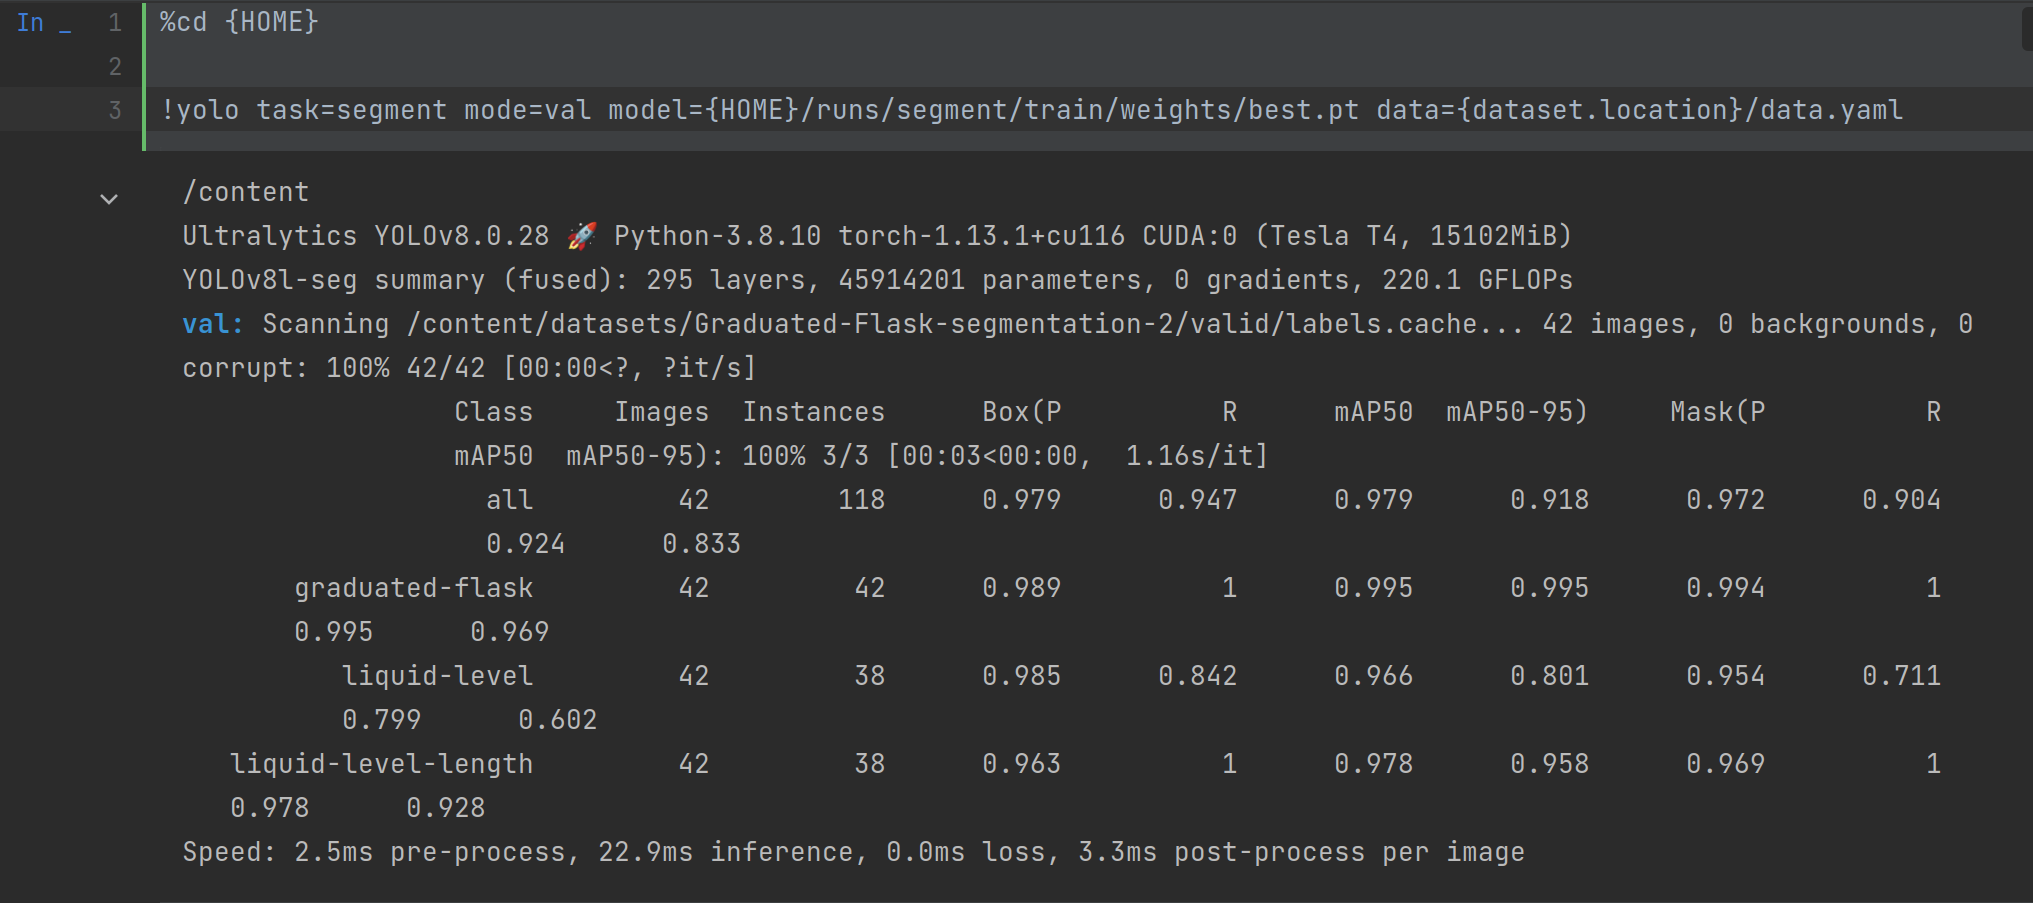 In _ 1 %cd {HOME}
2
3 !yolo task=segment mode=val model={HOME}/runs/segment/train/weights/best.pt data={dataset.location}/data.yaml
/content
Ultralytics YOLOv8.0.28 🚀 Python-3.8.10 torch-1.13.1+cu116 CUDA:0 (Tesla T4, 15102MiB)
YOLOv8l-seg summary (fused): 295 layers, 45914201 parameters, 0 gradients, 220.1 GFLOPs
val: Scanning /content/datasets/Graduated-Flask-segmentation-2/valid/labels.cache... 42 images, 0 backgrounds, 0
corrupt: 100% 42/42 [00:00<?, ?it/s]
Class Images Instances Box(P R mAP50 mAP50-95) Mask(P R
mAP50 mAP50-95): 100% 3/3 [00:03<00:00, 1.16s/it]
all 42 118 0.979 0.947 0.979 0.918 0.972 0.904
0.924 0.833
graduated-flask 42 42 0.989 1 0.995 0.995 0.994 1
0.995 0.969
liquid-level 42 38 0.985 0.842 0.966 0.801 0.954 0.711
0.799 0.602
liquid-level-length 42 38 0.963 1 0.978 0.958 0.969 1
0.978 0.928
Speed: 2.5ms pre-process, 22.9ms inference, 0.0ms loss, 3.3ms post-process per image